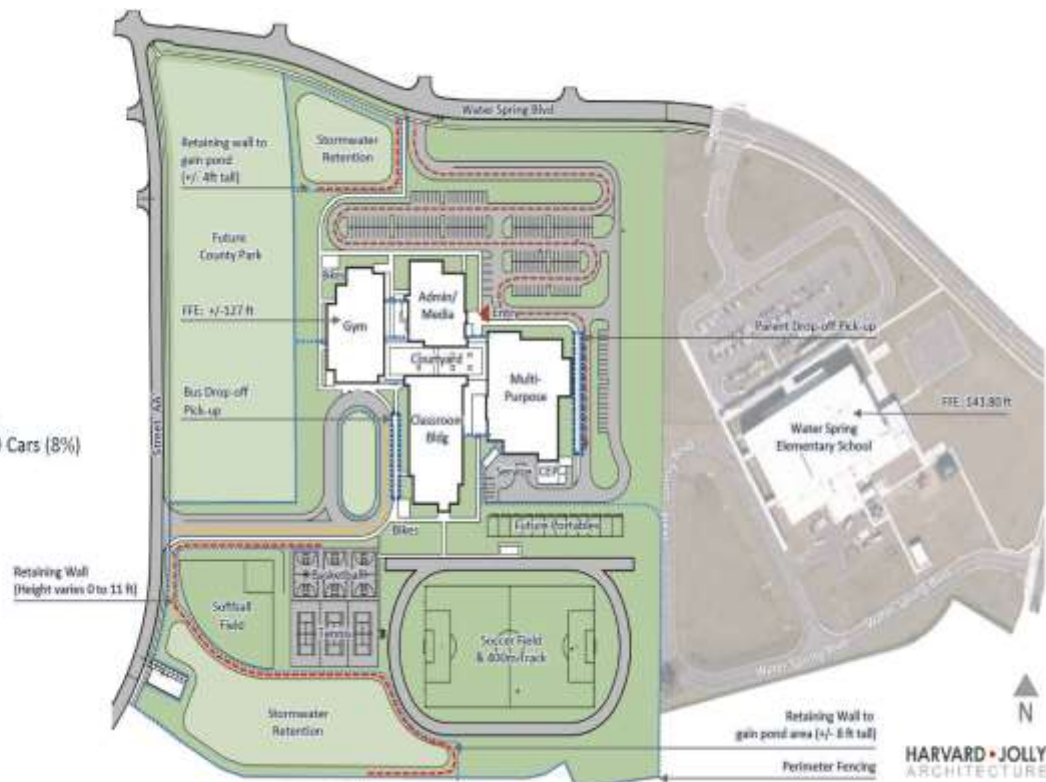 Water Spring Blvd
Retaining wall to
gain pond
(+/- 4ft tall)
Stormwater
Retention
Future
County Park
Bikes
FFE: +/-127 ft
Gym
Admin/
Media
Entry
Parent Drop-off Pick-up
Courtyard
Bus Drop-off
Pick-up
Multi-
Purpose
Classroom
Bldg
FFE: 143.80 ft
Water Spring
Elementary School
Street AA
Cars (8%)
Service
CEP
Bikes
Future Portables
Retaining Wall
(Height varies 0 to 11 ft)
Basketball
Softball
Field
Tennis
Soccer Field
& 400m Track
Water Spring Blvd
Stormwater
Retention
Retaining Wall to
gain pond area (+/- 8 ft tall)
Perimeter Fencing
N
HARVARD • JOLLY
ARCHITECTURE